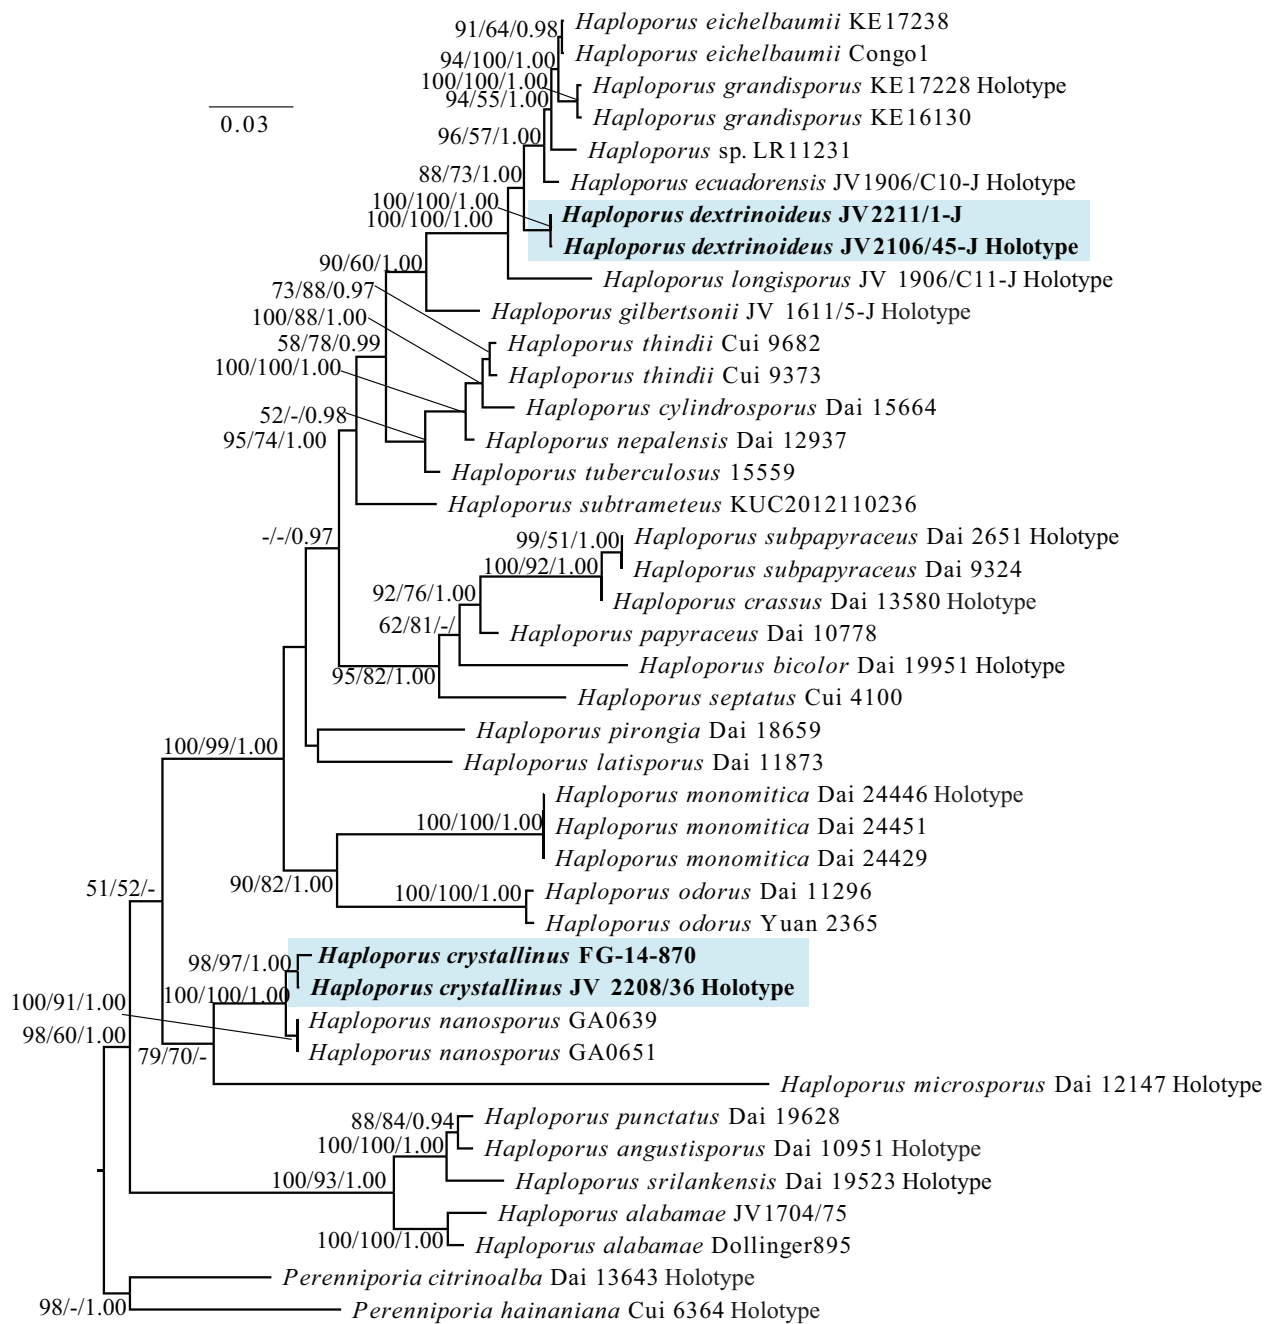 91/64/0.98
Haploporus eichelbaumii KE17238
94/100/1.00
Haploporus eichelbaumii Congo1
100/100/1.00
Haploporus grandisporus KE17228 Holotype
94/55/1.00
Haploporus grandisporus KE16130
0.03
96/57/1.00
Haploporus sp. LR11231
88/73/1.00
Haploporus ecuadorensis JV1906/C10-J Holotype
100/100/1.00
100/100/1.00
Haploporus dextrinoideus JV2211/1-J
Haploporus dextrinoideus JV2106/45-J Holotype
90/60/1.00
Haploporus longisporus JV 1906/C11-J Holotype
73/88/0.97
Haploporus gilbertsonii JV 1611/5-J Holotype
100/88/1.00
58/78/0.99
Haploporus thindii Cui 9682
100/100/1.00
Haploporus thindii Cui 9373
52/-/0.98
Haploporus cylindrosporus Dai 15664
95/74/1.00
Haploporus nepalensis Dai 12937
Haploporus tuberculosus 15559
Haploporus subtrameteus KUC2012110236
-/-/0.97
99/51/1.00
Haploporus subpapyraceus Dai 2651 Holotype
100/92/1.00
Haploporus subpapyraceus Dai 9324
92/76/1.00
Haploporus crassus Dai 13580 Holotype
62/81/-/
Haploporus papyraceus Dai 10778
95/82/1.00
Haploporus bicolor Dai 19951 Holotype
Haploporus septatus Cui 4100
Haploporus pirongia Dai 18659
100/99/1.00
Haploporus latisporus Dai 11873
Haploporus monomitica Dai 24446 Holotype
100/100/1.00
Haploporus monomitica Dai 24451
Haploporus monomitica Dai 24429
51/52/-
90/82/1.00
100/100/1.00
Haploporus odorus Dai 11296
Haploporus odorus Yuan 2365
98/97/1.00
Haploporus crystallinus FG-14-870
100/100/1.00
Haploporus crystallinus JV 2208/36 Holotype
100/91/1.00
Haploporus nanosporus GA0639
98/60/1.00
79/70/-
Haploporus nanosporus GA0651
Haploporus microsporus Dai 12147 Holotype
88/84/0.94
Haploporus punctatus Dai 19628
100/100/1.00
Haploporus angustisporus Dai 10951 Holotype
100/93/1.00
Haploporus srilankensis Dai 19523 Holotype
Haploporus alabamae JV1704/75
100/100/1.00
Haploporus alabamae Dollinger895
Perenniporia citrinoalba Dai 13643 Holotype
98/-/1.00
Perenniporia hainaniana Cui 6364 Holotype